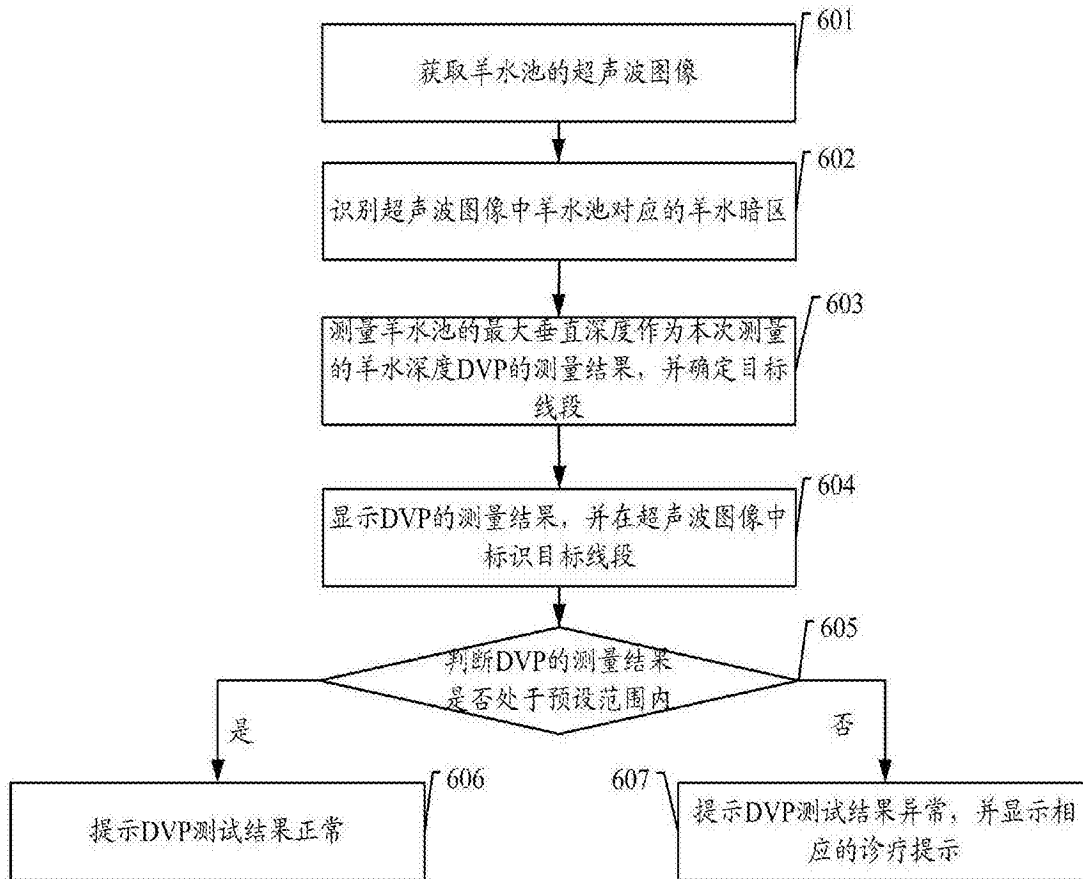 601
获取羊水池的超声波图像
602
识别超声波图像中羊水池对应的羊水暗区
603
测量羊水池的最大垂直深度作为本次测量
的羊水深度DVP的测量结果，并确定目标
线段
604
显示DVP的测量结果，并在超声波图像中
标识目标线段
605
判断DVP的测量结果
是否处于预设范围内
是
否
606
提示DVP测试结果正常
607
提示DVP测试结果异常，并显示相
应的诊疗提示